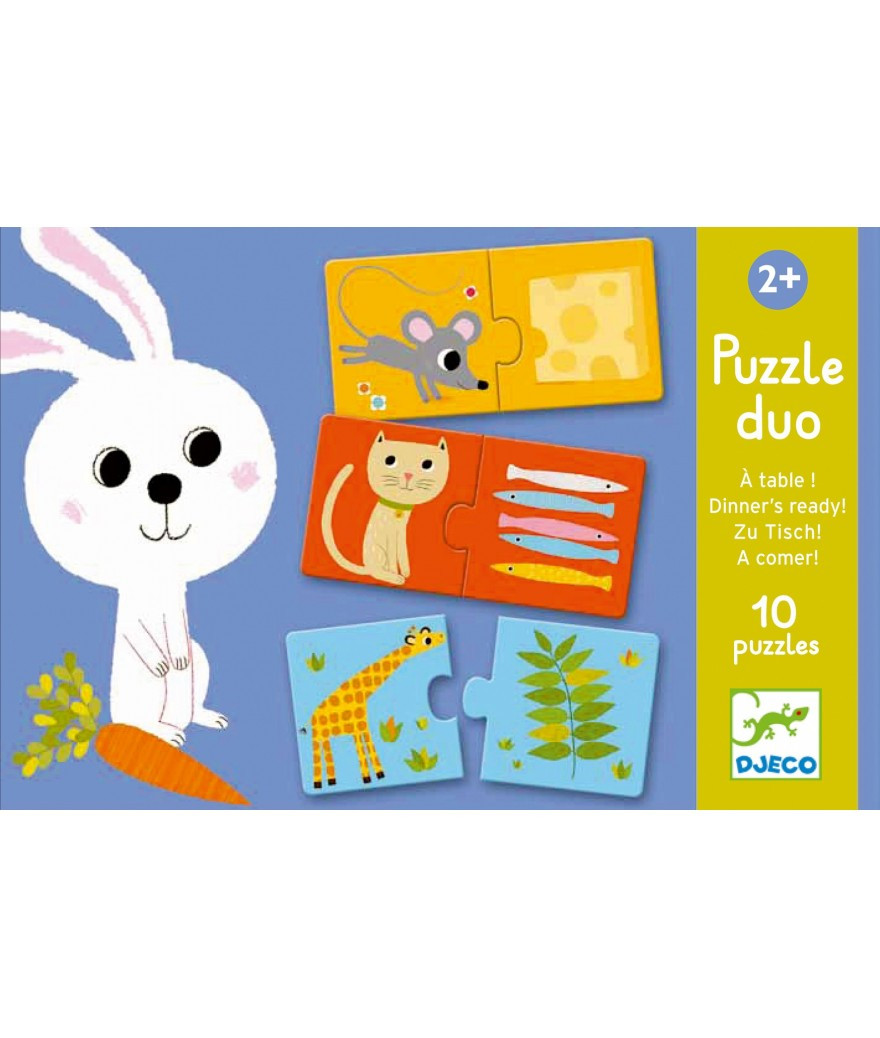 2+
Puzzle
duo
À table !
Dinner's ready!
Zu Tisch!
A comer!
10
puzzles
DJECO